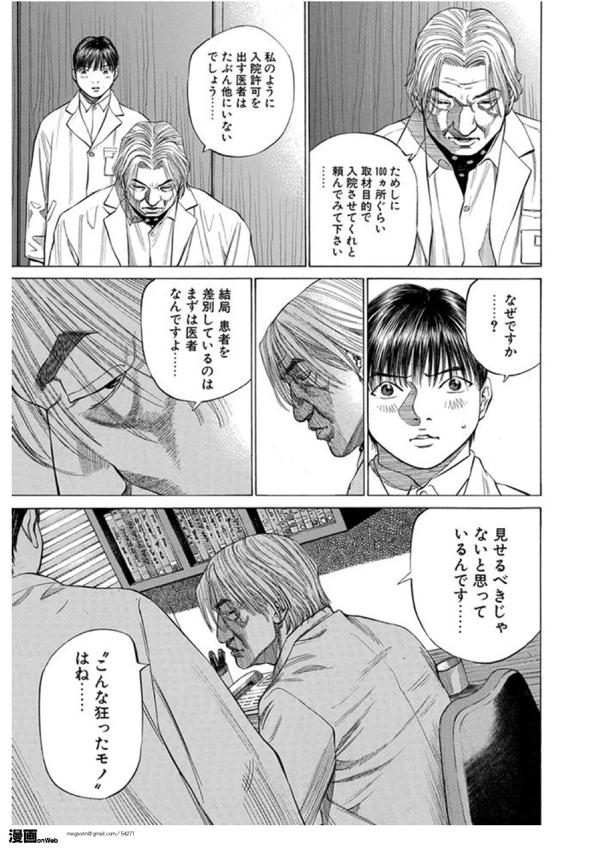 ためしに
100ヵ所ぐらい
取材目的で
入院させてくれと
頼んでみて下さい
……
私のように
入院許可を
出す医者は
たぶん他にいない
でしょう……
なぜですか
……?
結局 患者を
差別しているのは
まずは医者
なんですよ……
見せるべきじゃ
ないと思って
いるんです
……
“こんな狂ったモノ”
はね……
漫画onWeb
megaorin@gmail.com/54271